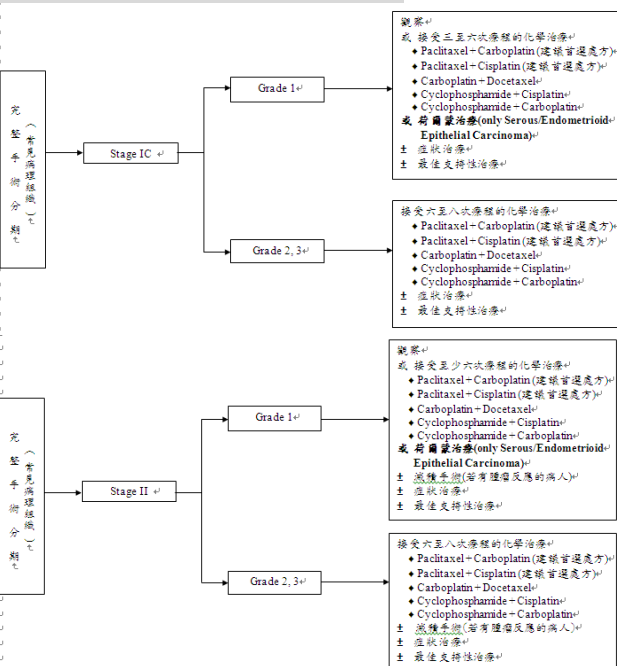 完整手術分期
(常見病理組織)
Stage IC
Grade 1
觀察
或 接受三至六次療程的化學治療
◆ Paclitaxel + Carboplatin (建議首選處方)
◆ Paclitaxel + Cisplatin (建議首選處方)
◆ Carboplatin + Docetaxel
◆ Cyclophosphamide + Cisplatin
◆ Cyclophosphamide + Carboplatin
或 荷爾蒙治療(only Serous/Endometrioid
Epithelial Carcinoma)
± 症狀治療
± 最佳支持性治療
Grade 2, 3
接受六至八次療程的化學治療
◆ Paclitaxel + Carboplatin (建議首選處方)
◆ Paclitaxel + Cisplatin (建議首選處方)
◆ Carboplatin + Docetaxel
◆ Cyclophosphamide + Cisplatin
◆ Cyclophosphamide + Carboplatin
± 症狀治療
± 最佳支持性治療
完整手術分期
(常見病理組織)
Stage II
Grade 1
觀察
或 接受至少六次療程的化學治療
◆ Paclitaxel + Carboplatin (建議首選處方)
◆ Paclitaxel + Cisplatin (建議首選處方)
◆ Carboplatin + Docetaxel
◆ Cyclophosphamide + Cisplatin
◆ Cyclophosphamide + Carboplatin
或 荷爾蒙治療(only Serous/Endometrioid
Epithelial Carcinoma)
± 減積手術(若有腫瘤反應的病人)
± 症狀治療
± 最佳支持性治療
Grade 2, 3
接受六至八次療程的化學治療
◆ Paclitaxel + Carboplatin (建議首選處方)
◆ Paclitaxel + Cisplatin (建議首選處方)
◆ Carboplatin + Docetaxel
◆ Cyclophosphamide + Cisplatin
◆ Cyclophosphamide + Carboplatin
± 減積手術(若有腫瘤反應的病人)
± 症狀治療
± 最佳支持性治療